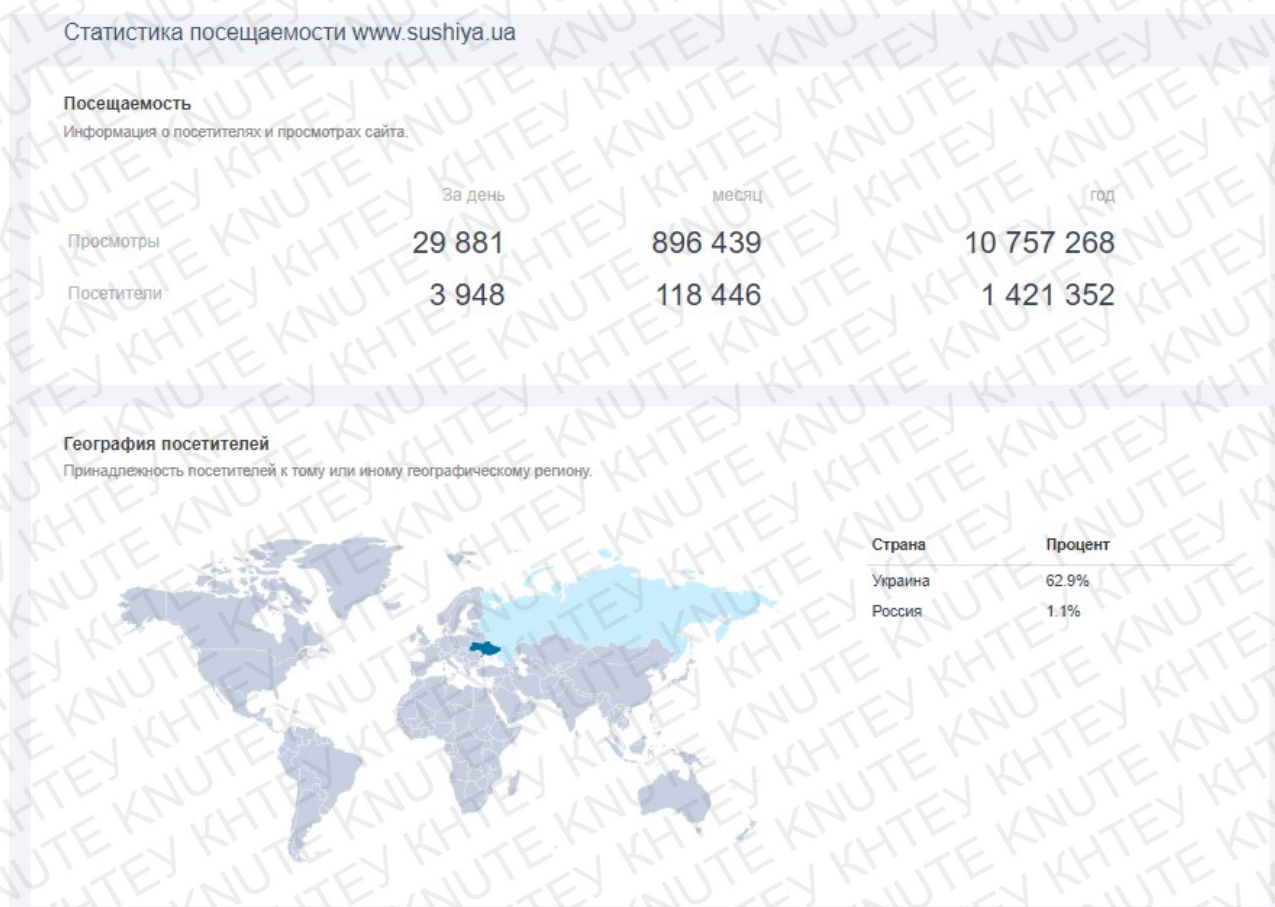 Статистика посещаемости www.sushiya.ua
Посещаемость
Информация о посетителях и просмотрах сайта.
За день месяц год
Просмотры 29 881 896 439 10 757 268
Посетители 3 948 118 446 1 421 352
География посетителей
Принадлежность посетителей к тому или иному географическому региону.
Страна Процент
Украина 62.9%
Россия 1.1%